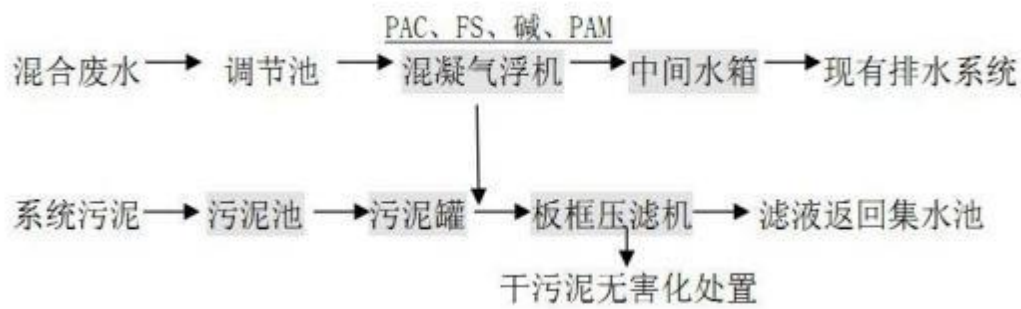 PAC、FS、碱、PAM
混合废水 调节池 混凝气浮机 中间水箱 现有排水系统
系统污泥 污泥池 污泥罐 板框压滤机 滤液返回集水池
干污泥无害化处置